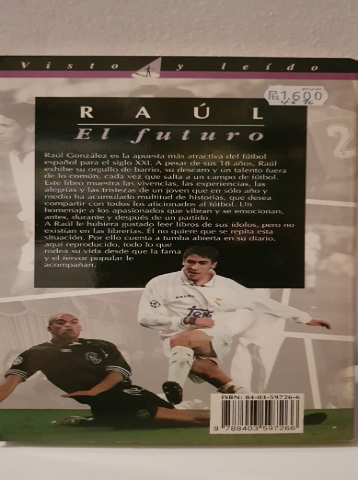 Visto y leído
PTS 1,600
RAÚL
El futuro
Raúl González es la apuesta más atractiva del fútbol
español para el siglo XXI. A pesar de sus 18 años, Raúl
exhibe su orgullo de barrio, su descaro y un talento fuera
de lo común, cada vez que salta a un campo de fútbol.
Este libro muestra las vivencias, las experiencias, las
alegrías y las tristezas de un joven que en sólo año y
medio ha acumulado multitud de historias, que desea
compartir con todos los aficionados al fútbol. Un
homenaje a los apasionados que vibran y se emocionan,
antes, durante y después de un partido.
A Raúl le hubiera gustado leer libros de sus ídolos, pero no
existían en las librerías. Él no quiere que se repita esta
situación. Por ello cuenta a tumba abierta en su diario,
aquí reproducido, todo lo que
rodea su vida desde que la fama
y el fervor popular le
acompañan.
ISBN: 84-03-59726-6
9 788403 597266